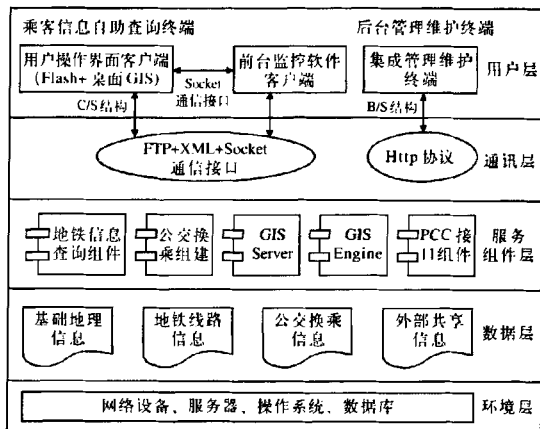 乘客信息自助查询终端
后台管理维护终端
用户操作界面客户端
(Flash+桌面GIS)
Socket
通信接口
前台监控软件
客户端
集成管理维护
终端
用户层
C/S结构
B/S结构
FTP+XML+Socket
通信接口
Http 协议
通讯层
地铁信息
查询组件
公交换
乘组建
GIS
Server
GIS
Engine
PCC 接
口组件
服务
组件层
基础地理
信息
地铁线路
信息
公交换乘
信息
外部共享
信息
数据层
网络设备、服务器、操作系统、数据库
环境层